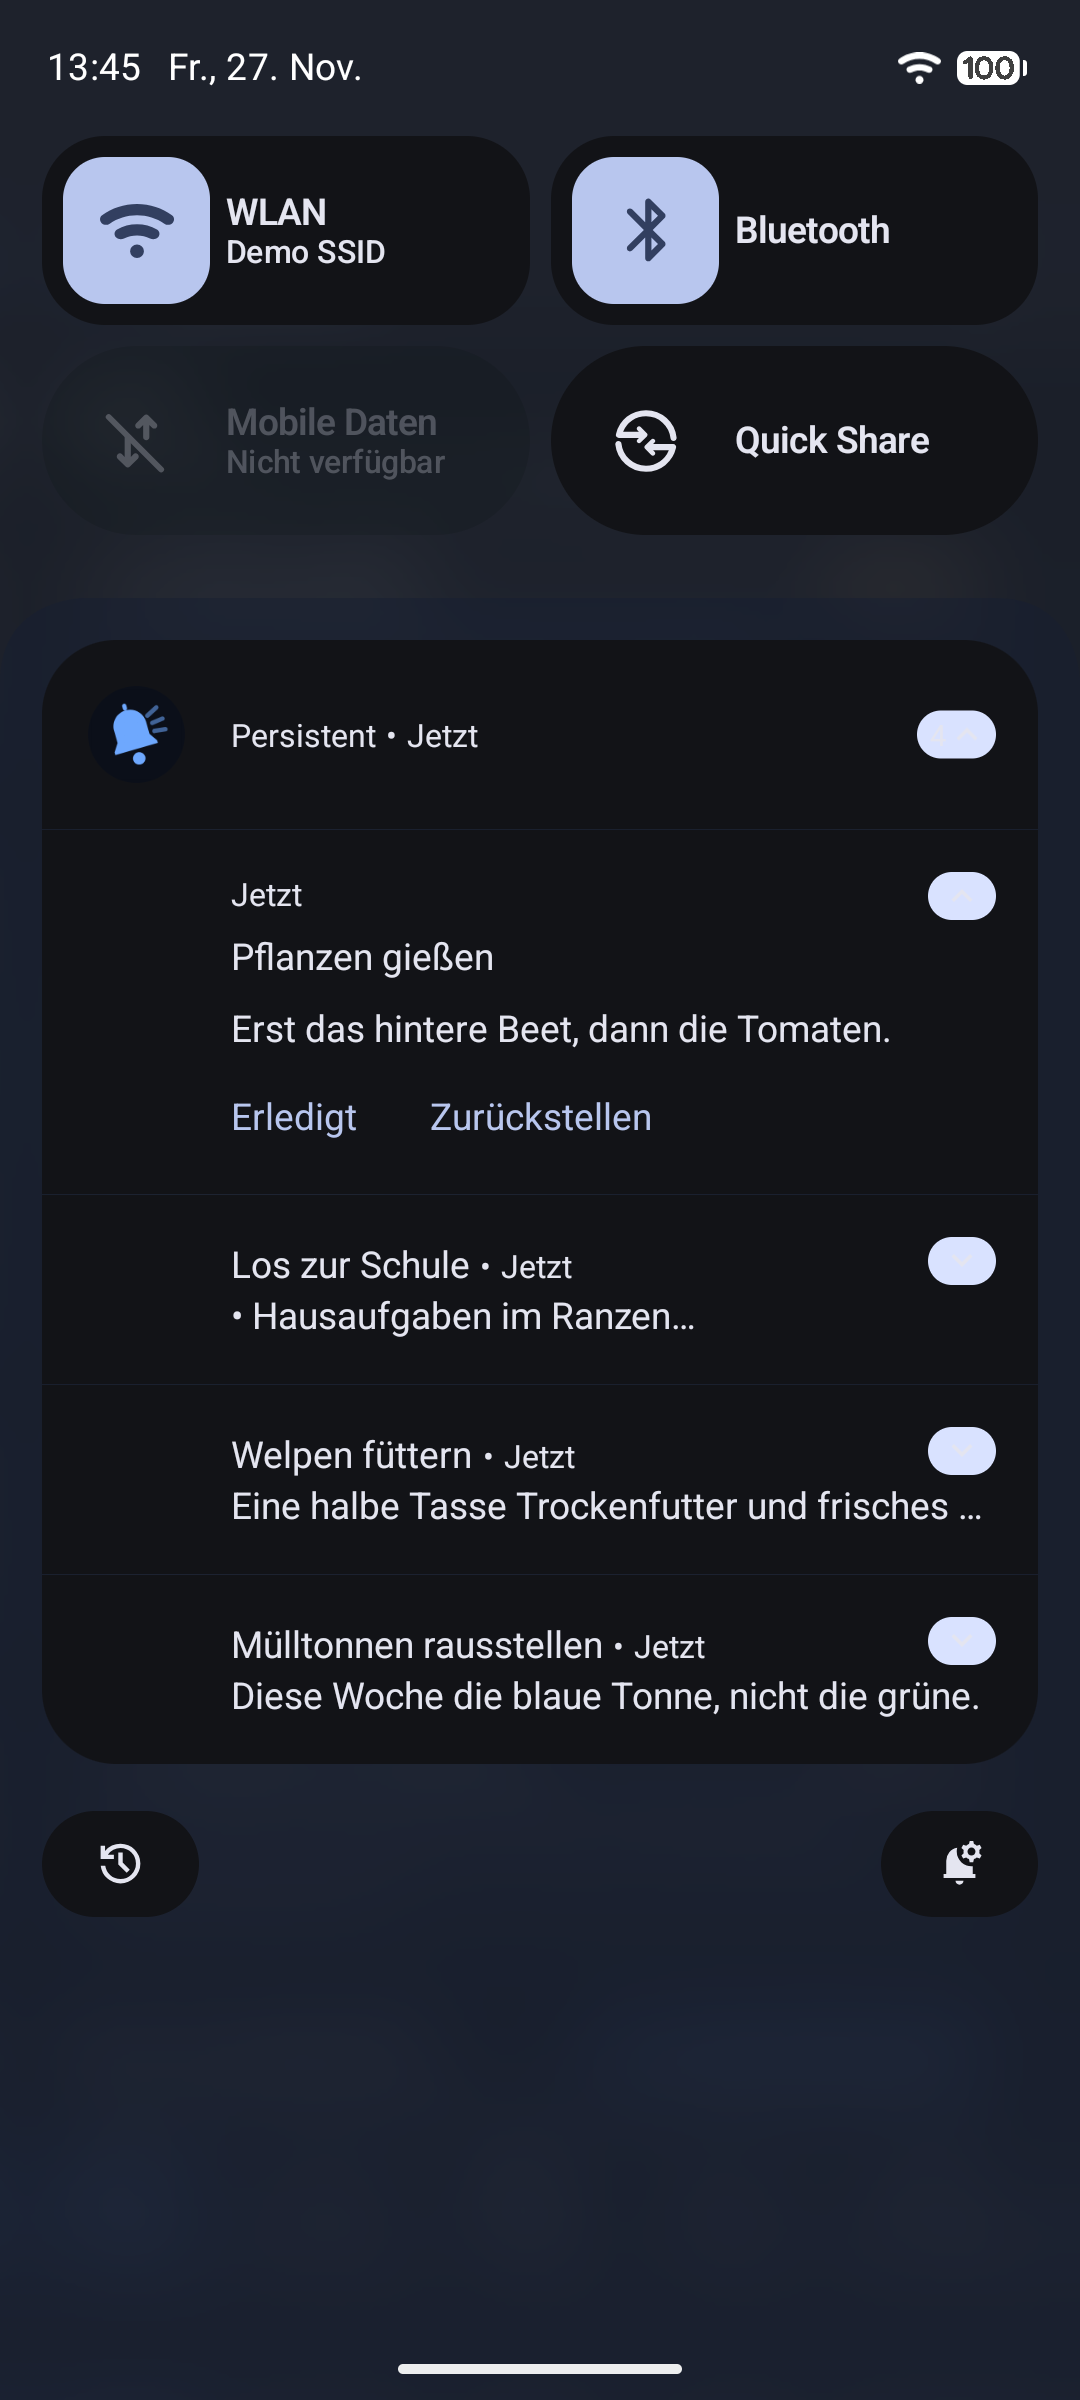 13:45 Fr., 27. Nov.
100
WLAN
Demo SSID
Bluetooth
Mobile Daten
Nicht verfügbar
Quick Share
Persistent • Jetzt
4
Jetzt
Pflanzen gießen
Erst das hintere Beet, dann die Tomaten.
Erledigt Zurückstellen
Los zur Schule • Jetzt
• Hausaufgaben im Ranzen…
Welpen füttern • Jetzt
Eine halbe Tasse Trockenfutter und frisches …
Mülltonnen rausstellen • Jetzt
Diese Woche die blaue Tonne, nicht die grüne.